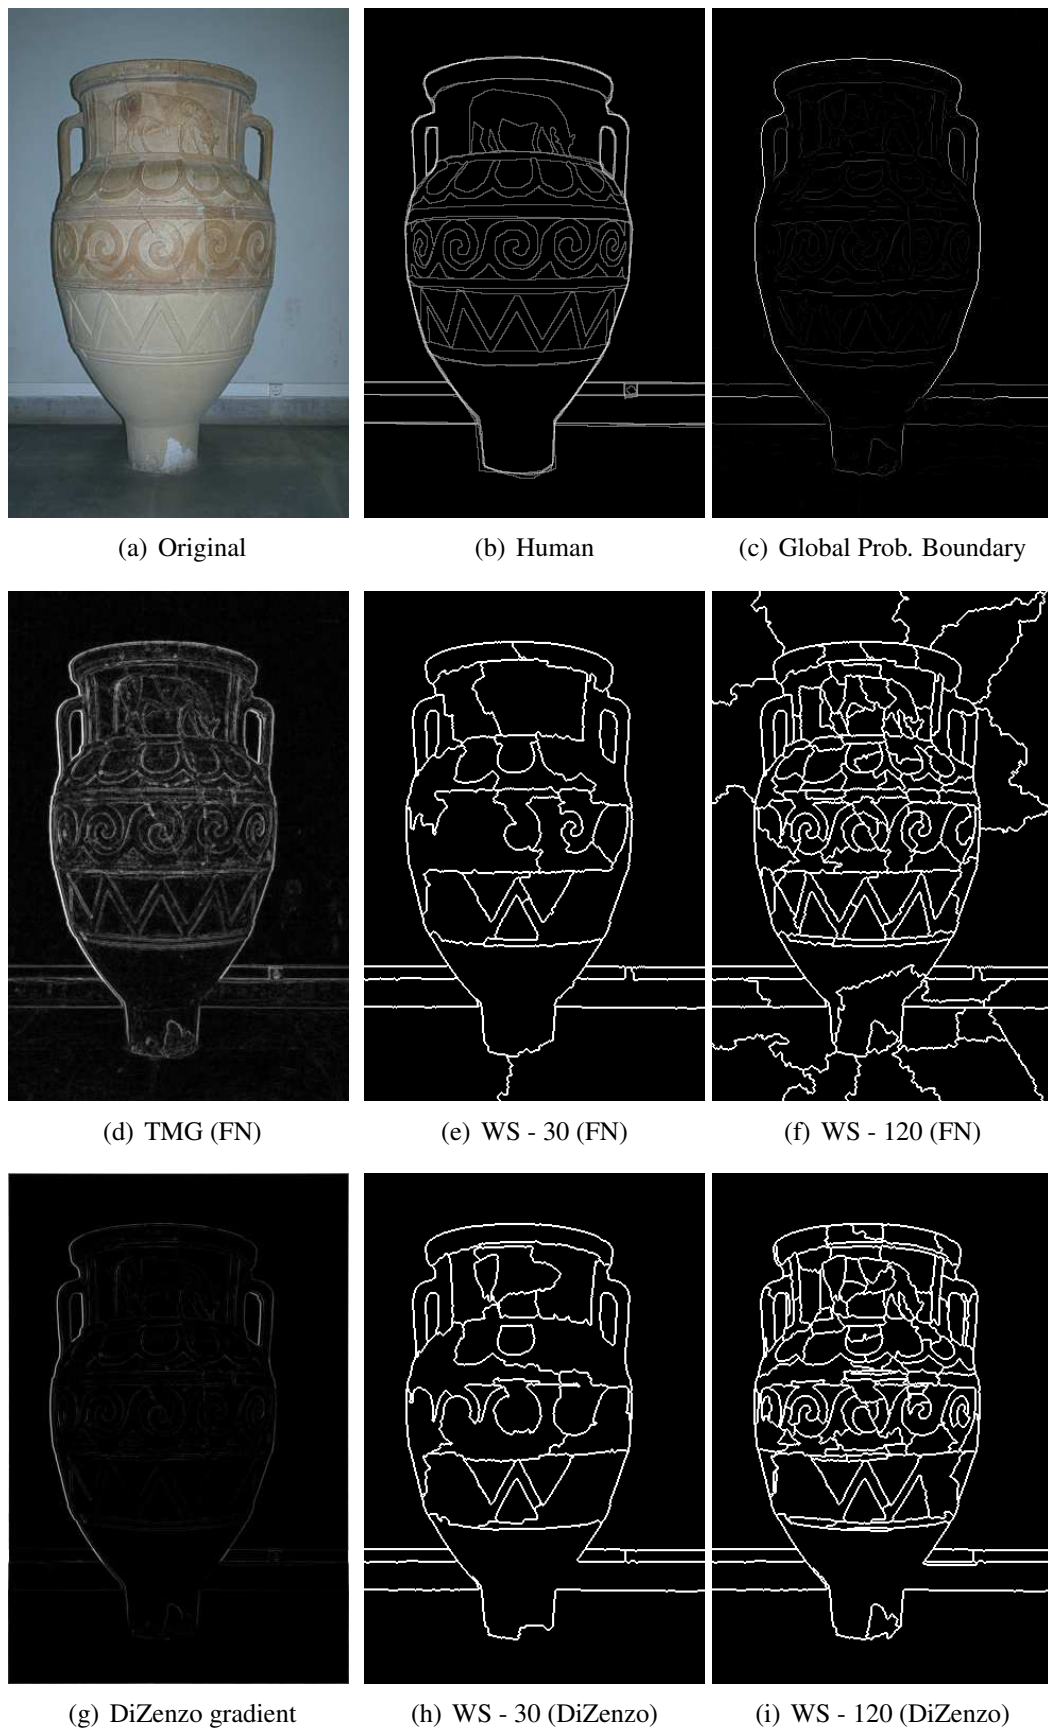 (a) Original
(b) Human
(c) Global Prob. Boundary
(d) TMG (FN)
(e) WS - 30 (FN)
(f) WS - 120 (FN)
(g) DiZenzo gradient
(h) WS - 30 (DiZenzo)
(i) WS - 120 (DiZenzo)